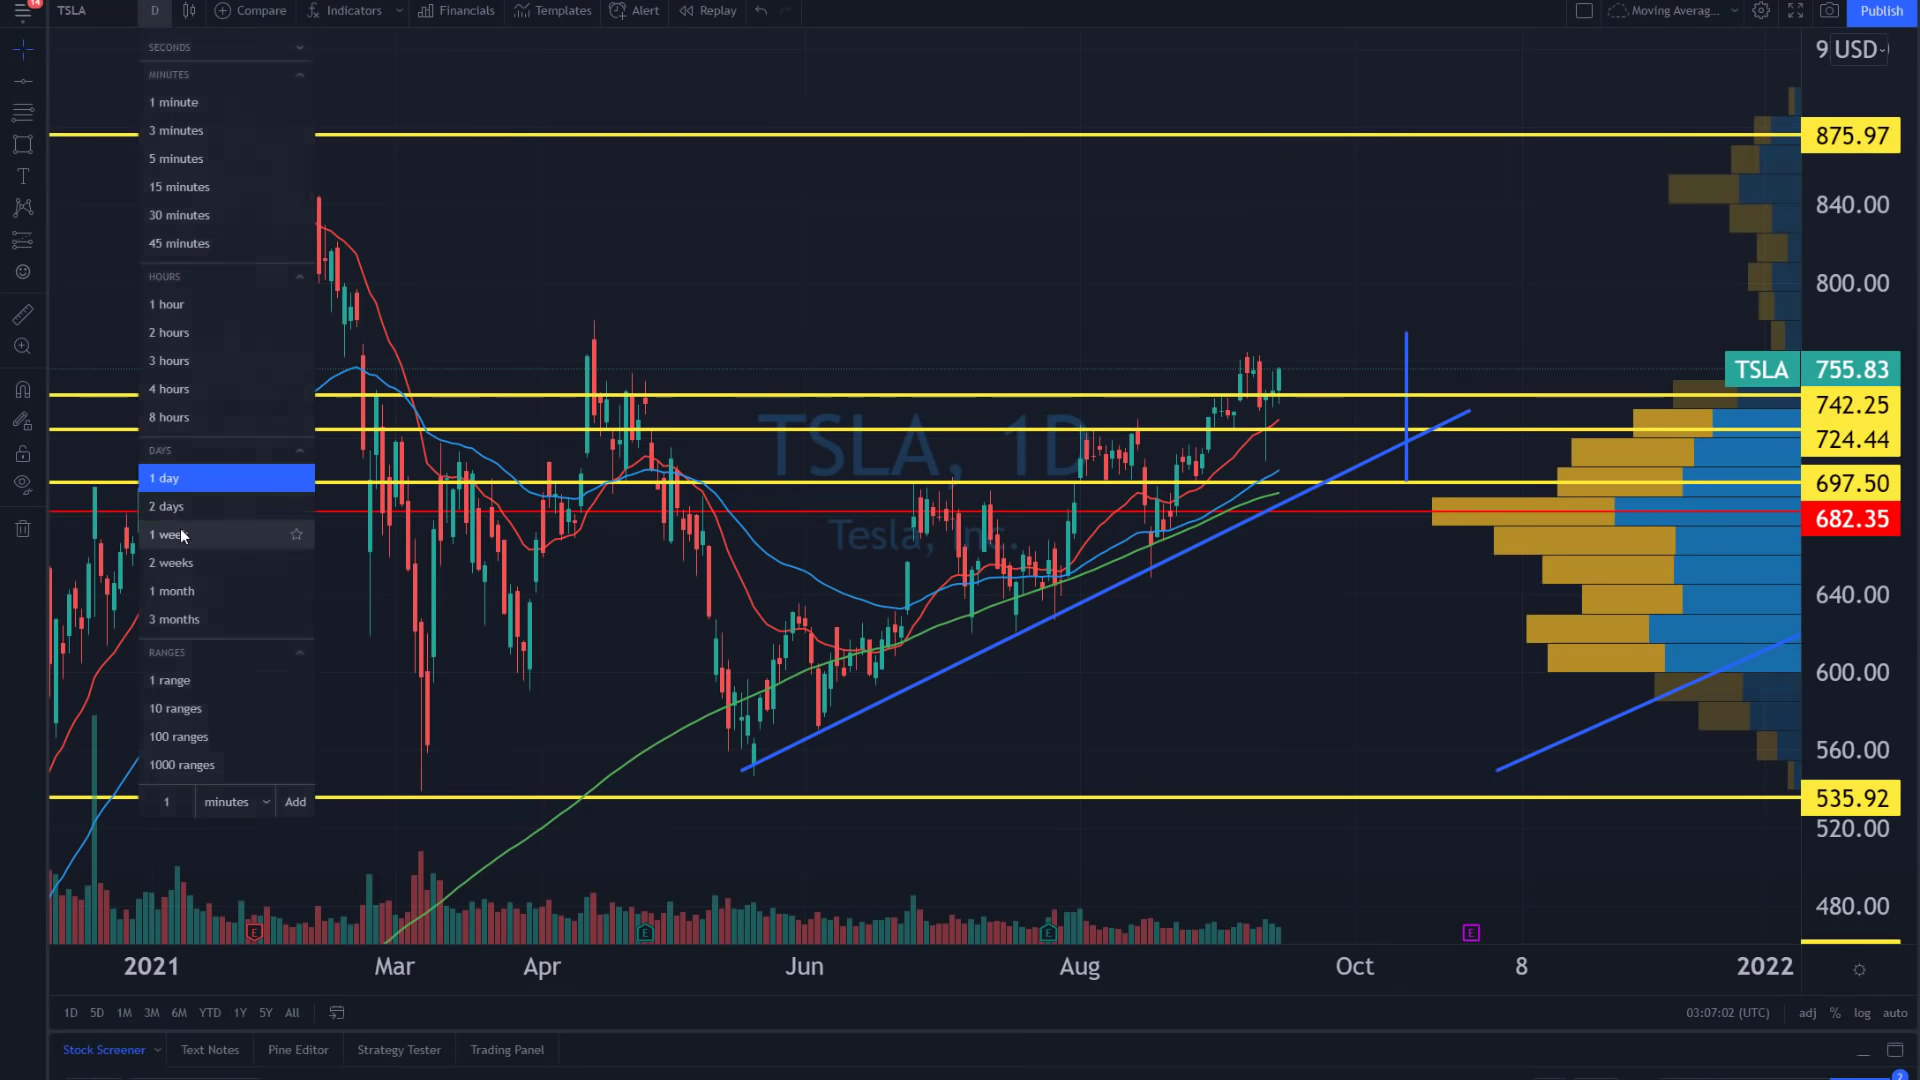 14
TSLA
D
Compare
Indicators
Financials
Templates
Alert
Replay
Moving Averag...
Publish
SECONDS
MINUTES
1 minute
3 minutes
5 minutes
15 minutes
30 minutes
45 minutes
HOURS
1 hour
2 hours
3 hours
4 hours
8 hours
DAYS
1 day
2 days
1 week
2 weeks
1 month
3 months
RANGES
1 range
10 ranges
100 ranges
1000 ranges
1 minutes Add
TSLA, 1D
Tesla, Inc.
9 USD
875.97
840.00
800.00
TSLA 755.83
742.25
724.44
697.50
682.35
640.00
600.00
560.00
535.92
520.00
480.00
E
E
E
E
2021 Mar Apr Jun Aug Oct 8 2022
1D 5D 1M 3M 6M YTD 1Y 5Y All
03:07:02 (UTC) adj % log auto
Stock Screener Text Notes Pine Editor Strategy Tester Trading Panel
2